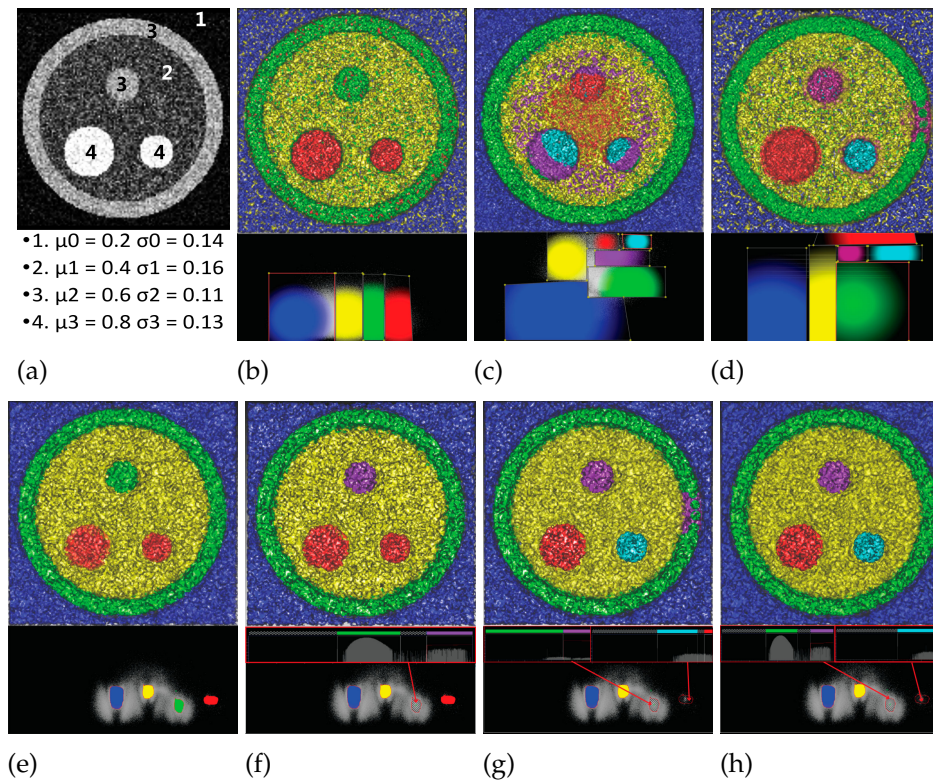 1
3
2
3
4
4
•1. μ0 = 0.2 σ0 = 0.14
•2. μ1 = 0.4 σ1 = 0.16
•3. μ2 = 0.6 σ2 = 0.11
•4. μ3 = 0.8 σ3 = 0.13
(a)
(b)
(c)
(d)
(e)
(f)
(g)
(h)